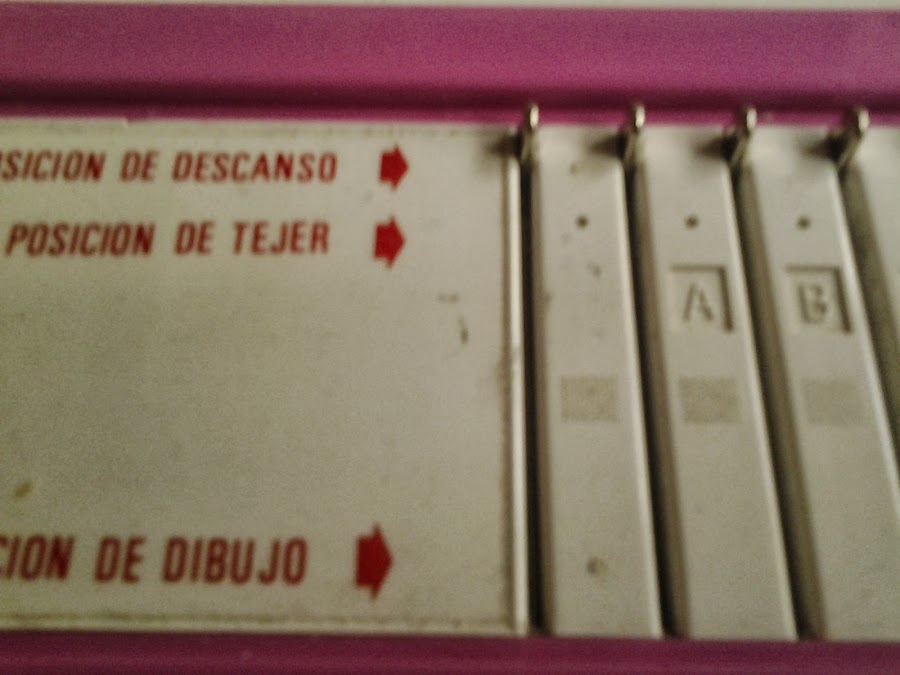 SICION DE DESCANSO
POSICION DE TEJER
A B
CION DE DIBUJO